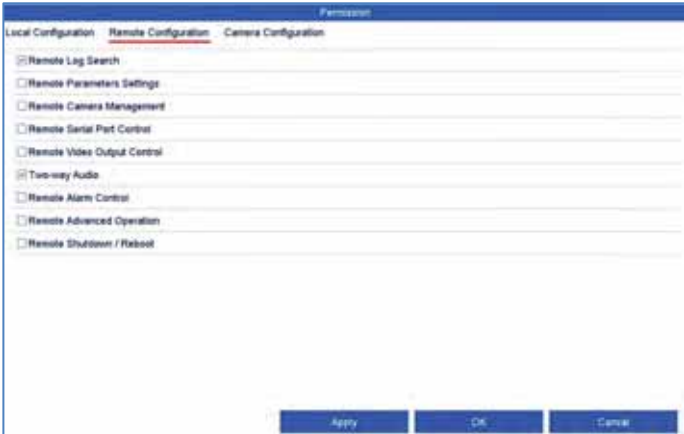 Permission
Local Configuration Remote Configuration Camera Configuration
Remote Log Search
Remote Parameters Settings
Remote Camera Management
Remote Serial Port Control
Remote Video Output Control
Two-way Audio
Remote Alarm Control
Remote Advanced Operation
Remote Shutdown / Reboot
Apply OK Cancel